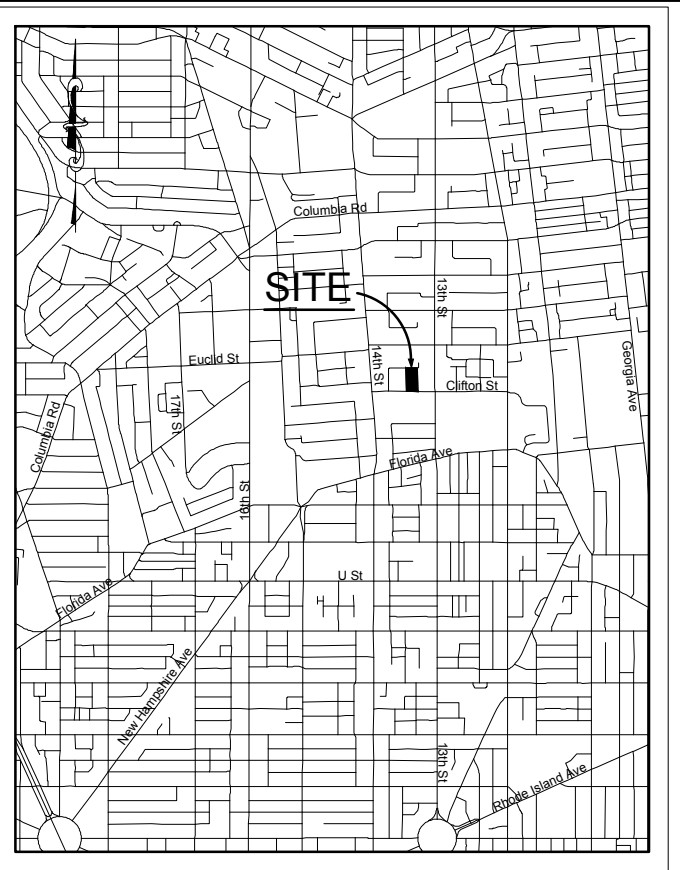 Columbia Rd
SITE
13th St
14th St
Georgia Ave
Euclid St
Clifton St
17th St
Columbia Rd
Florida Ave
16th St
U St
Florida Ave
New Hampshire Ave
13th St
Rhode Island Ave